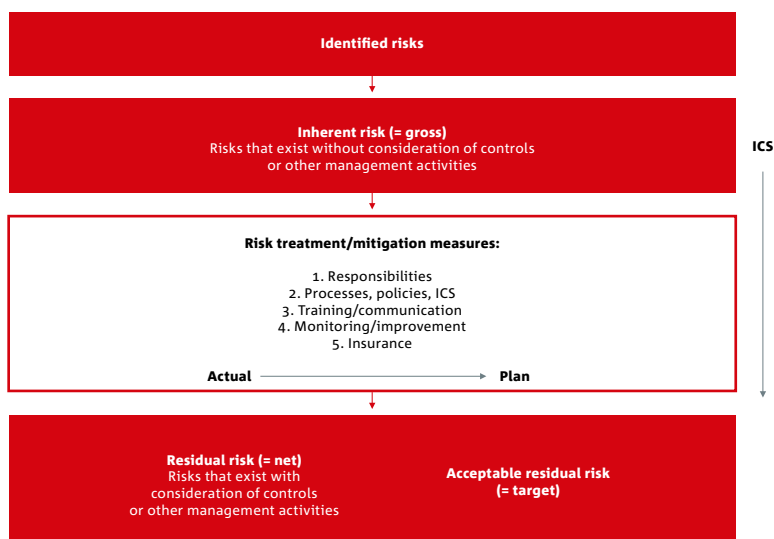 Identified risks
Inherent risk (= gross)
Risks that exist without consideration of controls
or other management activities
ICS
Risk treatment/mitigation measures:
1. Responsibilities
2. Processes, policies, ICS
3. Training/communication
4. Monitoring/improvement
5. Insurance
Actual
Plan
Residual risk (= net)
Risks that exist with
consideration of controls
or other management activities
Acceptable residual risk
(= target)